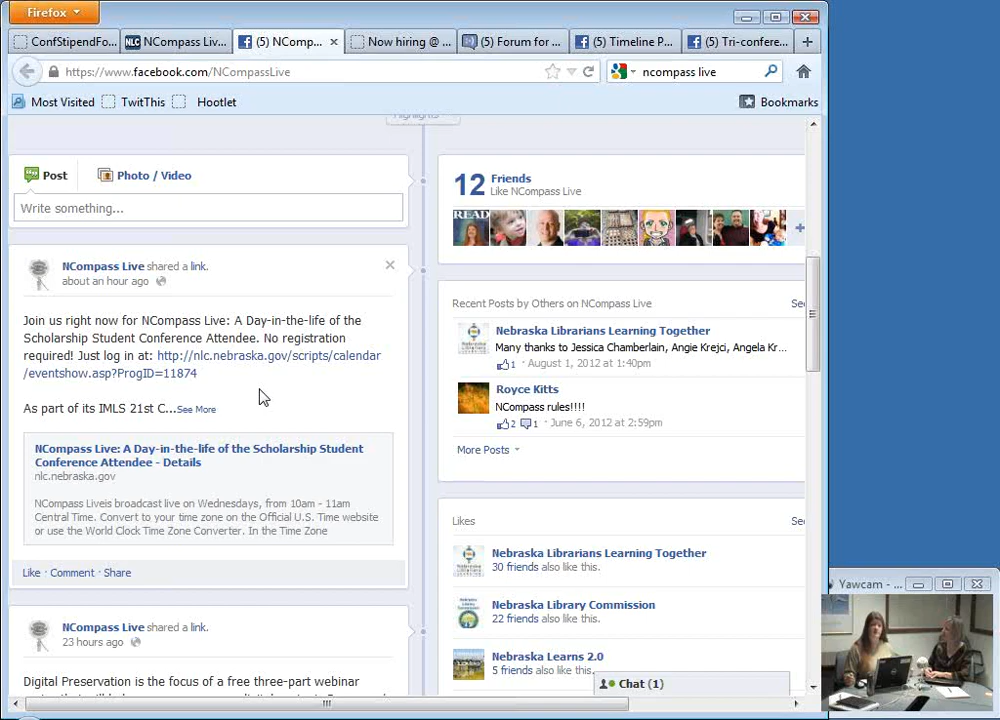 Firefox
ConfStipendFo...
NLC NCompass Liv...
(5) NComp...
Now hiring @ ...
(5) Forum for ...
(5) Timeline P...
(5) Tri-confere...
https://www.facebook.com/NCompassLive
ncompass live
Most Visited
TwitThis
Hootlet
Bookmarks
Highlights
Post
Photo / Video
Write something...
NCompass Live shared a link.
about an hour ago
Join us right now for NCompass Live: A Day-in-the-life of the
Scholarship Student Conference Attendee. No registration
required! Just log in at: http://nlc.nebraska.gov/scripts/calendar
/eventshow.asp?ProgID=11874
As part of its IMLS 21st C...See More
NCompass Live: A Day-in-the-life of the Scholarship Student
Conference Attendee - Details
nlc.nebraska.gov
NCompass Liveis broadcast live on Wednesdays, from 10am - 11am
Central Time. Convert to your time zone on the Official U.S. Time website
or use the World Clock Time Zone Converter. In the Time Zone
Like · Comment · Share
NCompass Live shared a link.
23 hours ago
Digital Preservation is the focus of a free three-part webinar
12 Friends
Like NCompass Live
READ
Recent Posts by Others on NCompass Live
See
Nebraska Librarians Learning Together
Many thanks to Jessica Chamberlain, Angie Krejci, Angela Kr...
1 · August 1, 2012 at 1:40pm
Royce Kitts
NCompass rules!!!!
2 1 · June 6, 2012 at 2:59pm
More Posts
Likes
See
Nebraska Librarians Learning Together
30 friends also like this.
Nebraska Library Commission
22 friends also like this.
Nebraska Learns 2.0
5 friends also like this.
Chat (1)
Yawcam - ...